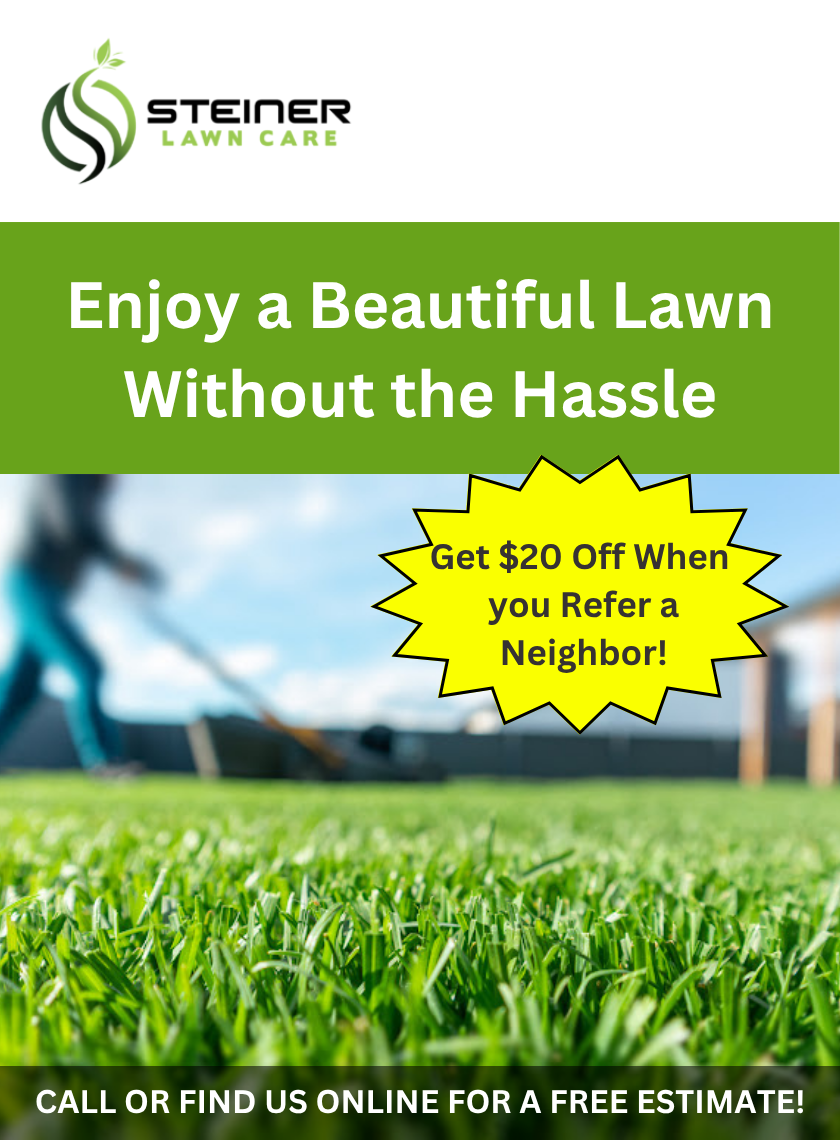 STEINER
LAWN CARE
Enjoy a Beautiful Lawn
Without the Hassle
Get $20 Off When
you Refer a
Neighbor!
CALL OR FIND US ONLINE FOR A FREE ESTIMATE!